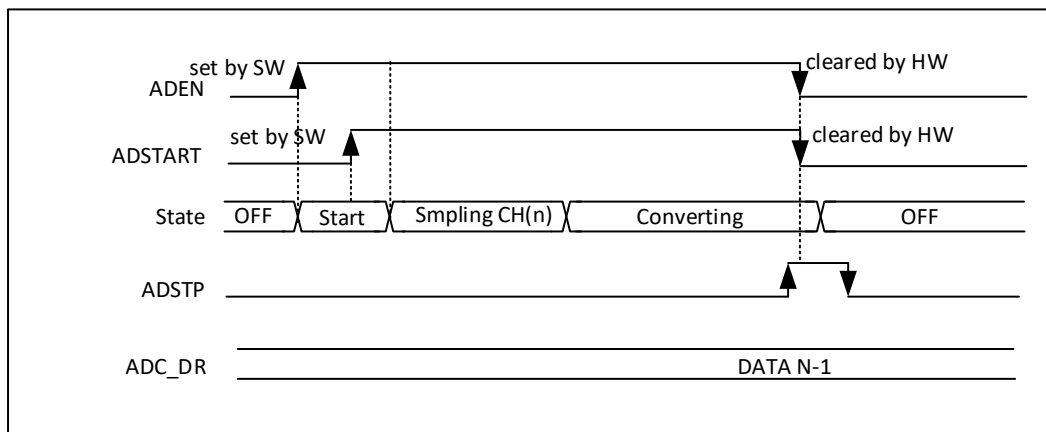 set by SW
cleared by HW
ADEN
set by SW
cleared by HW
ADSTART
State OFF Start Smpling CH(n) Converting OFF
ADSTP
ADC_DR DATA N-1